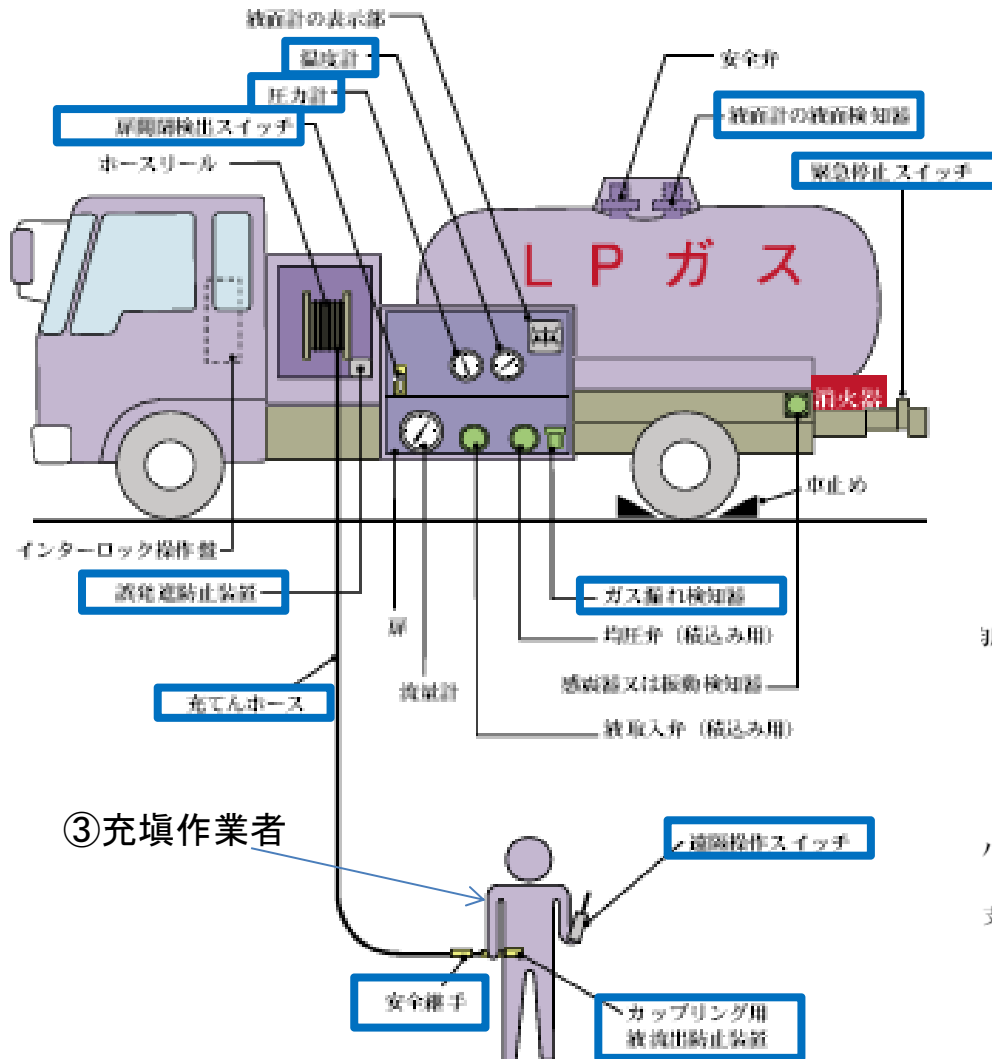 液面計の表示部
温度計
圧力計
扉開閉検出スイッチ
ホースリール
安全弁
液面計の液面検知器
緊急停止スイッチ
LPガス
消火器
車止め
インターロック操作盤
誤発進防止装置
扉
流量計
ガス漏れ検知器
均圧弁（積込み用）
感震器又は振動検知器
液取入弁（積込み用）
充てんホース
③充塡作業者
遠隔操作スイッチ
安全継手
カップリング用
液流出防止装置